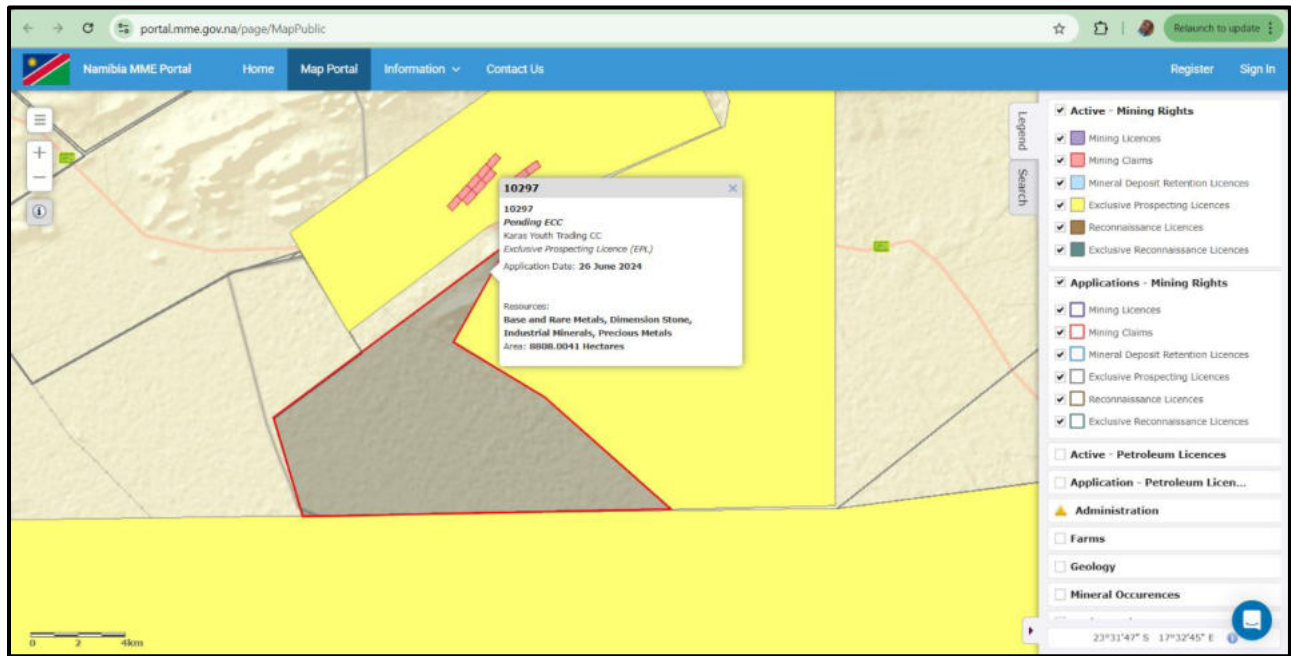 portal.mme.gov.na/page/MapPublic
Relaunch to update
Namibia MME Portal
Home
Map Portal
Information
Contact Us
Register
Sign In
Legend
Search
10297
10297
Pending ECC
Karas Youth Trading CC
Exclusive Prospecting Licence (EPL)
Application Date: 26 June 2024
Resources:
Base and Rare Metals, Dimension Stone,
Industrial Minerals, Precious Metals
Area: 8808.0041 Hectares
Active - Mining Rights
Mining Licences
Mining Claims
Mineral Deposit Retention Licences
Exclusive Prospecting Licences
Reconnaissance Licences
Exclusive Reconnaissance Licences
Applications - Mining Rights
Mining Licences
Mining Claims
Mineral Deposit Retention Licences
Exclusive Prospecting Licences
Reconnaissance Licences
Exclusive Reconnaissance Licences
Active - Petroleum Licences
Application - Petroleum Licen...
Administration
Farms
Geology
Mineral Occurences
0 2 4km
23°31'47" S 17°32'45" E